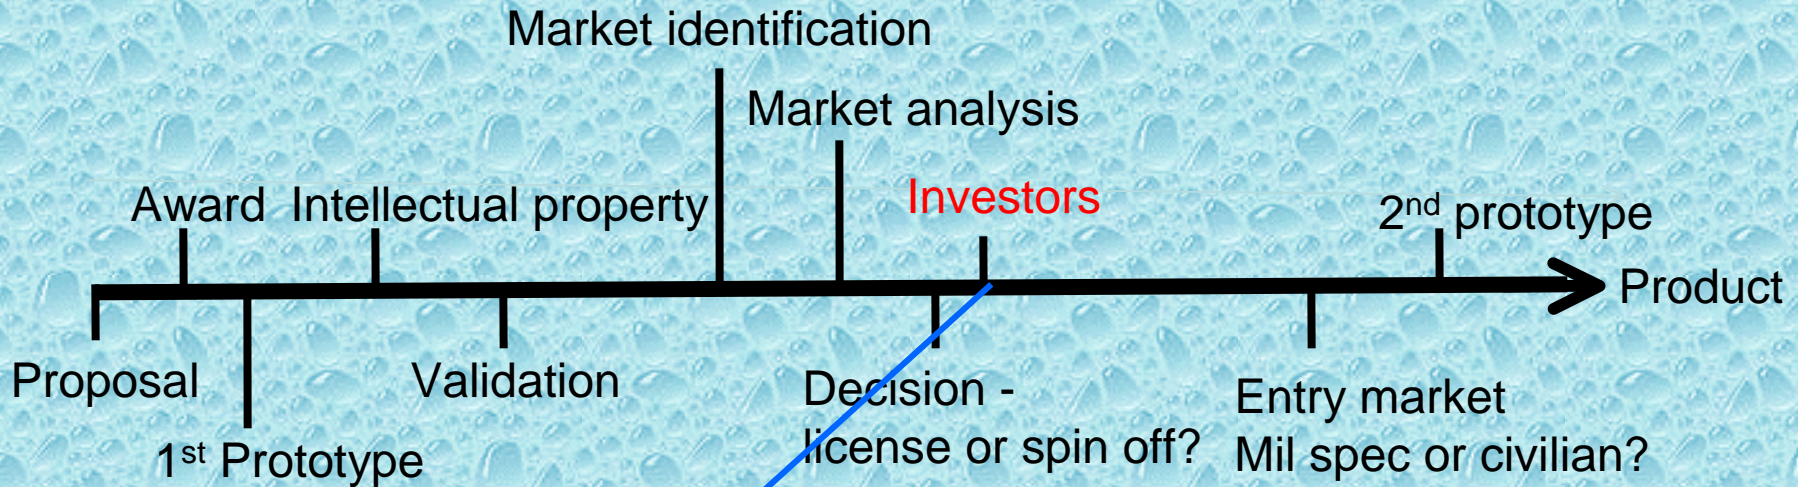 Market identification
Market analysis
Investors
Award
Intellectual property
2nd prototype
Product
Proposal
Validation
Decision -
license or spin off?
Entry market
Mil spec or civilian?
1st Prototype